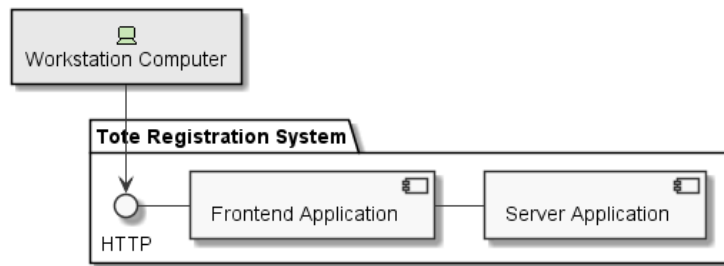 Workstation Computer
Tote Registration System
HTTP
Frontend Application
Server Application